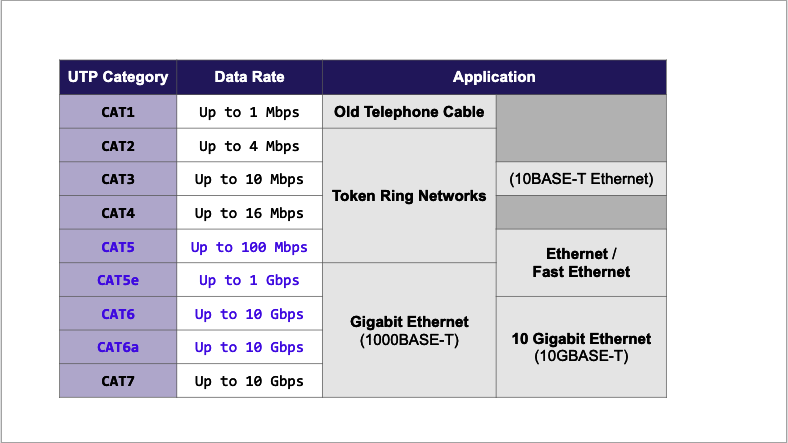 UTP Category Data Rate Application
CAT1 Up to 1 Mbps Old Telephone Cable
CAT2 Up to 4 Mbps
CAT3 Up to 10 Mbps (10BASE-T Ethernet)
Token Ring Networks
CAT4 Up to 16 Mbps
CAT5 Up to 100 Mbps
Ethernet /
Fast Ethernet
CAT5e Up to 1 Gbps
CAT6 Up to 10 Gbps
Gigabit Ethernet
(1000BASE-T)
10 Gigabit Ethernet
(10GBASE-T)
CAT6a Up to 10 Gbps
CAT7 Up to 10 Gbps